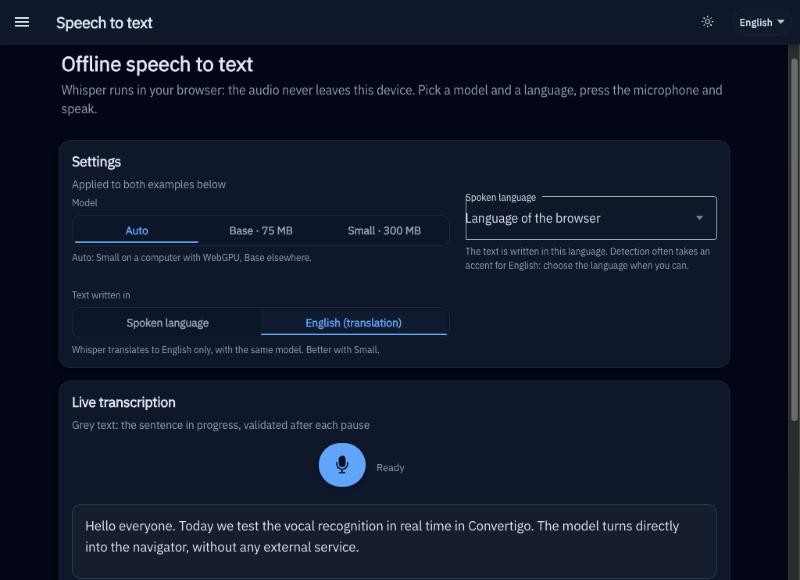 Speech to text
English
Offline speech to text
Whisper runs in your browser: the audio never leaves this device. Pick a model and a language, press the microphone and
speak.
Settings
Applied to both examples below
Model
Auto
Base · 75 MB
Small · 300 MB
Auto: Small on a computer with WebGPU, Base elsewhere.
Spoken language
Language of the browser
The text is written in this language. Detection often takes an
accent for English: choose the language when you can.
Text written in
Spoken language
English (translation)
Whisper translates to English only, with the same model. Better with Small.
Live transcription
Grey text: the sentence in progress, validated after each pause
Ready
Hello everyone. Today we test the vocal recognition in real time in Convertigo. The model turns directly
into the navigator, without any external service.